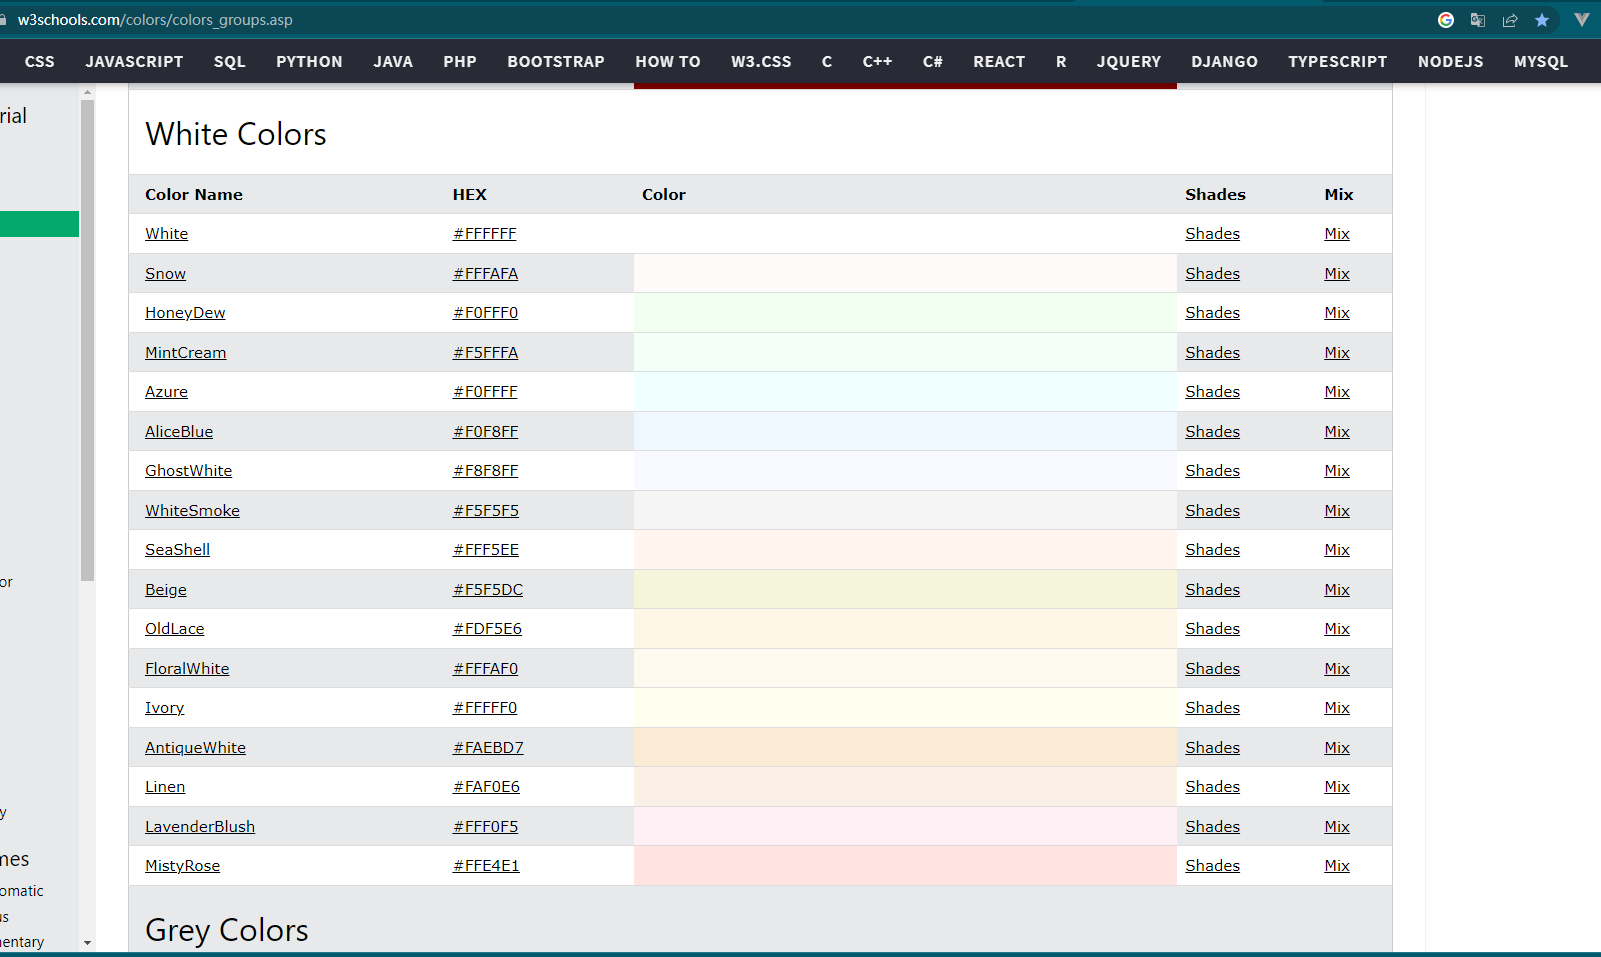 w3schools.com/colors/colors_groups.asp
CSS JAVASCRIPT SQL PYTHON JAVA PHP BOOTSTRAP HOW TO W3.CSS C C++ C# REACT R JQUERY DJANGO TYPESCRIPT NODEJS MYSQL
rial
White Colors
Color Name HEX Color Shades Mix
White #FFFFFF Shades Mix
Snow #FFFAFA Shades Mix
HoneyDew #F0FFF0 Shades Mix
MintCream #F5FFFA Shades Mix
Azure #F0FFFF Shades Mix
AliceBlue #F0F8FF Shades Mix
GhostWhite #F8F8FF Shades Mix
WhiteSmoke #F5F5F5 Shades Mix
SeaShell #FFF5EE Shades Mix
or
Beige #F5F5DC Shades Mix
OldLace #FDF5E6 Shades Mix
FloralWhite #FFFAF0 Shades Mix
Ivory #FFFFF0 Shades Mix
AntiqueWhite #FAEBD7 Shades Mix
Linen #FAF0E6 Shades Mix
y
LavenderBlush #FFF0F5 Shades Mix
mes
MistyRose #FFE4E1 Shades Mix
omatic
us
Grey Colors
entary